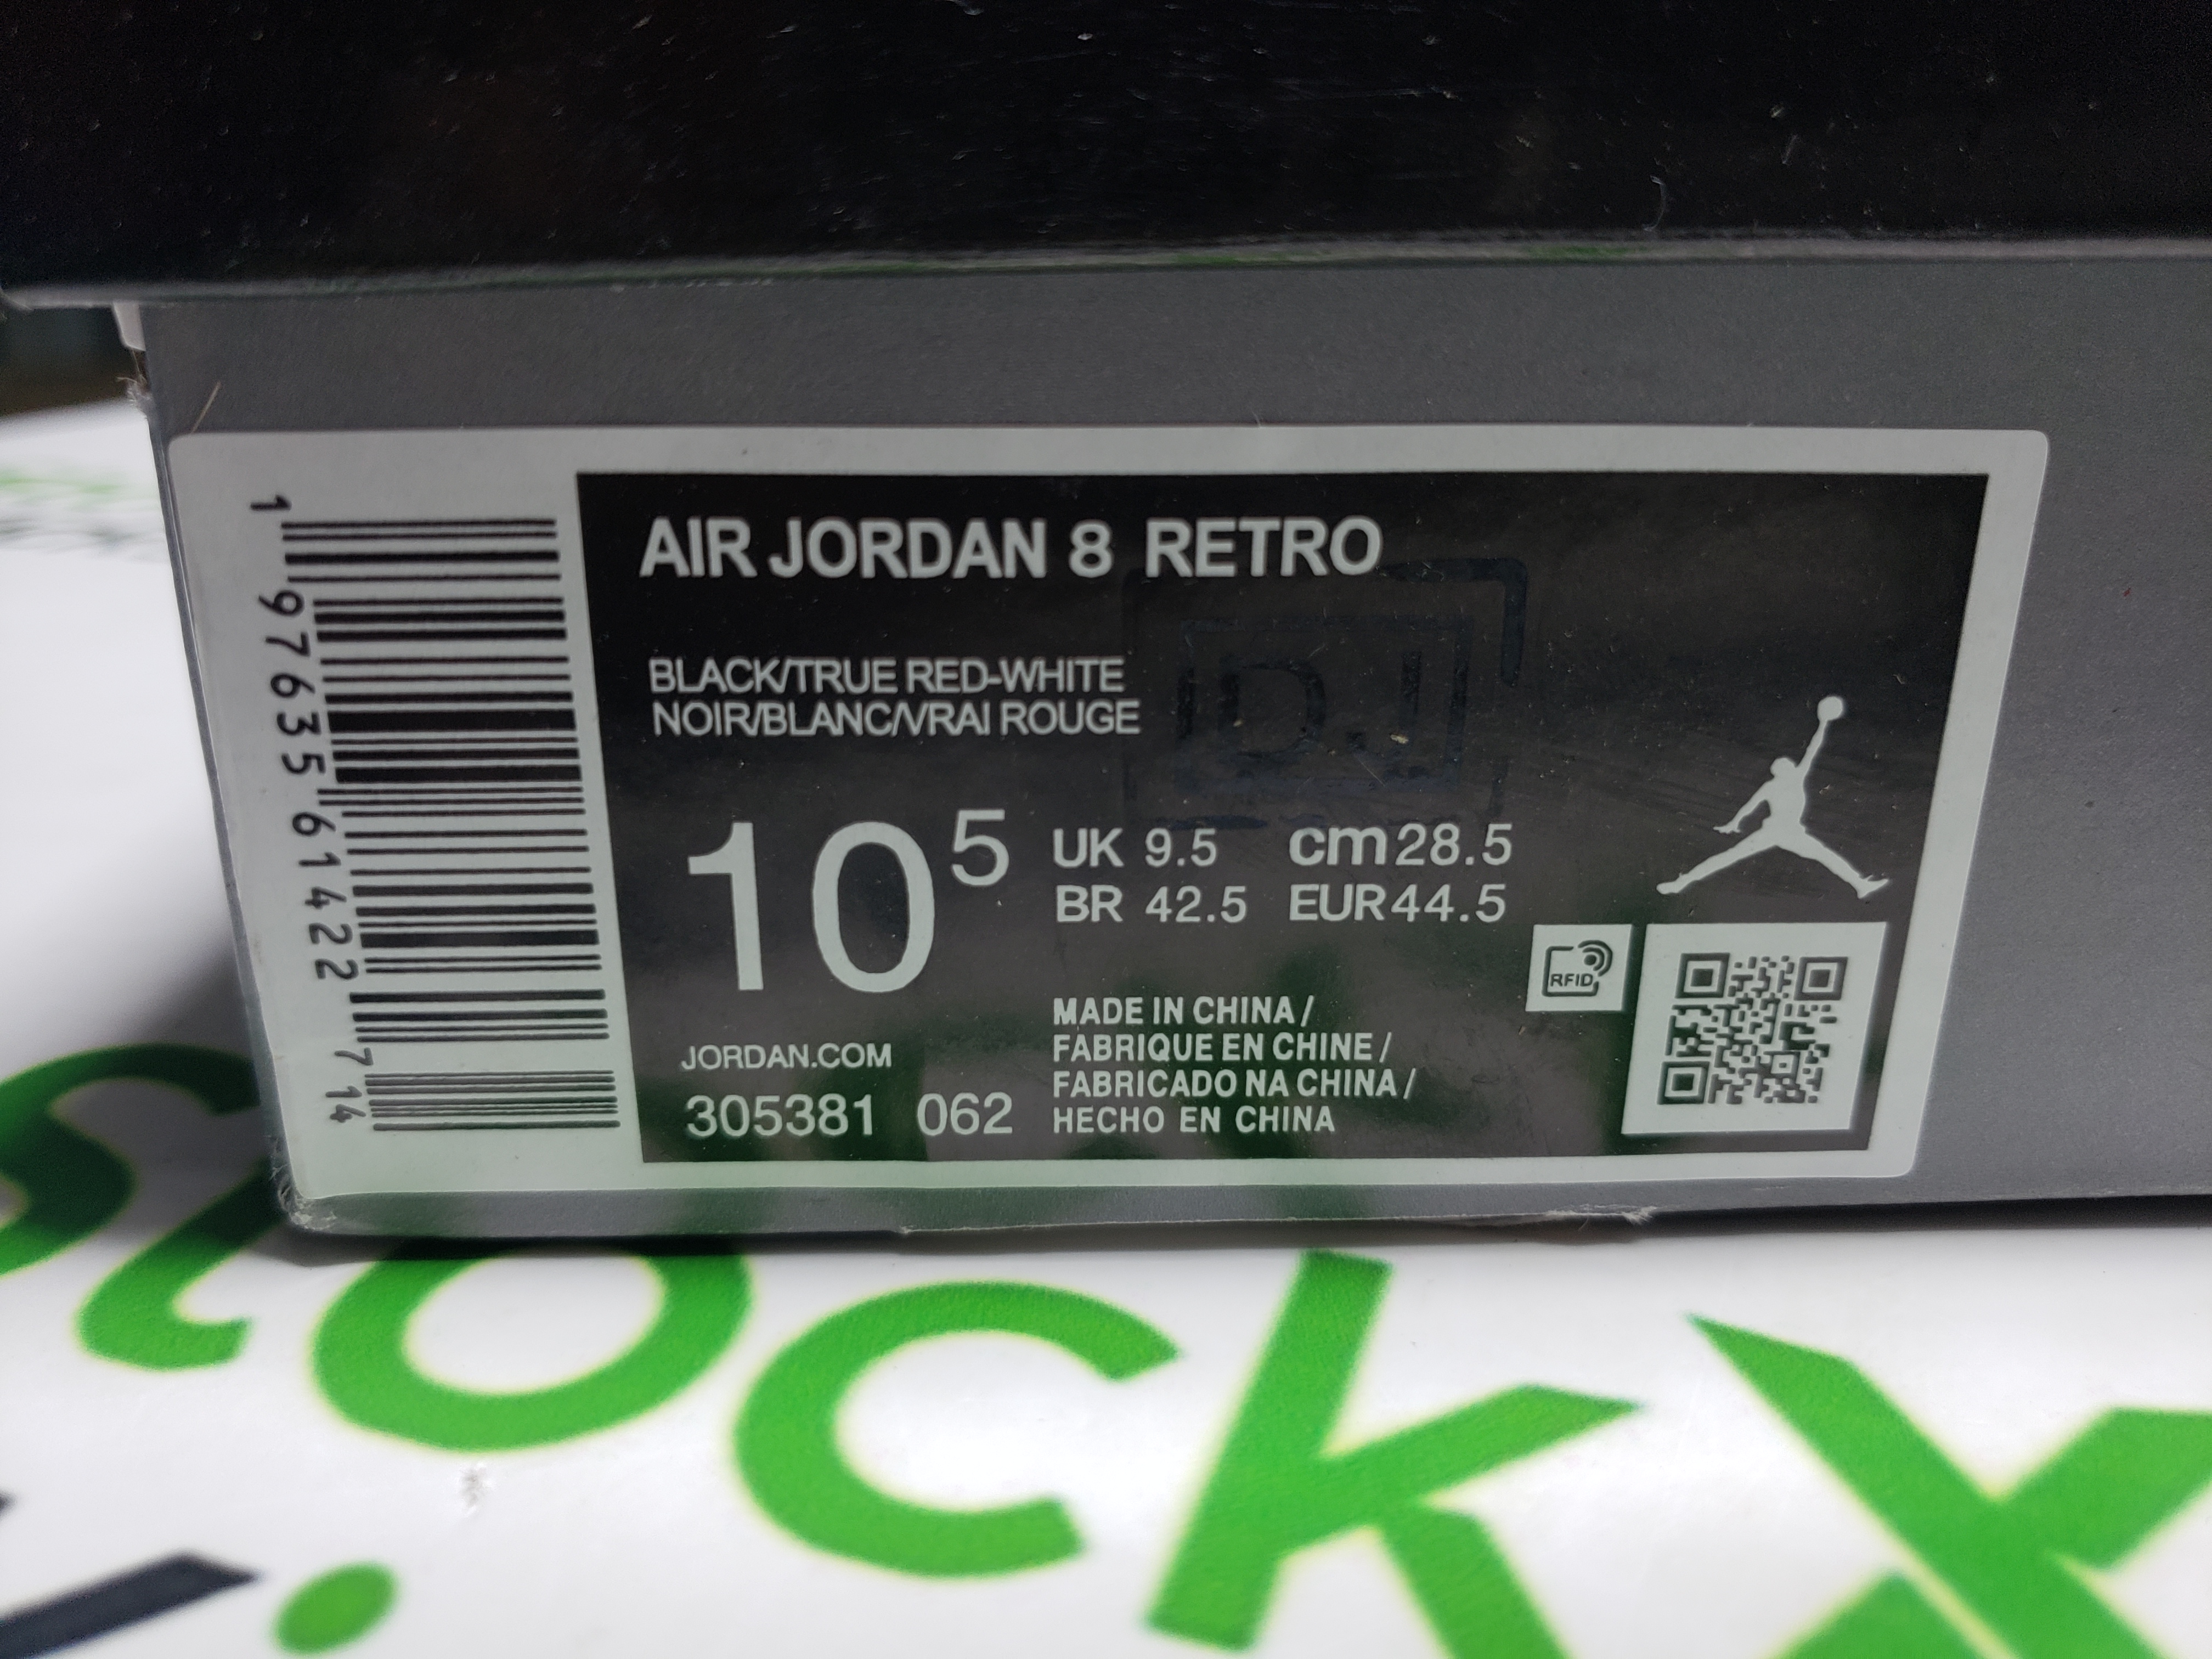 AIR JORDAN 8 RETRO
BLACK/TRUE RED-WHITE
NOIR/BLANC/VRAI ROUGE
10 5
UK 9.5 cm 28.5
BR 42.5 EUR 44.5
MADE IN CHINA /
FABRIQUE EN CHINE /
FABRICADO NA CHINA /
HECHO EN CHINA
JORDAN.COM
305381 062
RFID
1 97635 61422 7 14
DJ
stockX